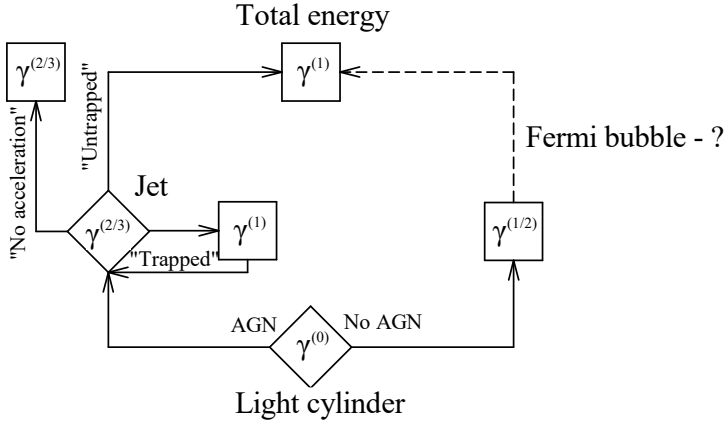 Total energy
γ(2/3)
γ(1)
"Untrapped"
"No acceleration"
Fermi bubble - ?
Jet
γ(2/3)
γ(1)
γ(1/2)
"Trapped"
AGN
No AGN
γ(0)
Light cylinder